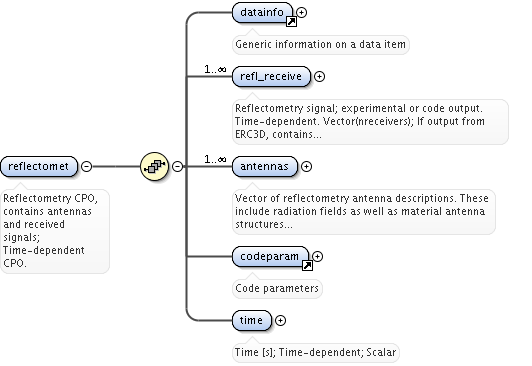 datainfo
Generic information on a data item
1..∞
refl_receive
Reflectometry signal; experimental or code output.
Time-dependent. Vector(nreceivers); If output from
ERC3D, contains...
reflectomet
Reflectometry CPO,
contains antennas
and received
signals;
Time-dependent
CPO.
1..∞
antennas
Vector of reflectometry antenna descriptions. These
include radiation fields as well as material antenna
structures...
codeparam
Code parameters
time
Time [s]; Time-dependent; Scalar